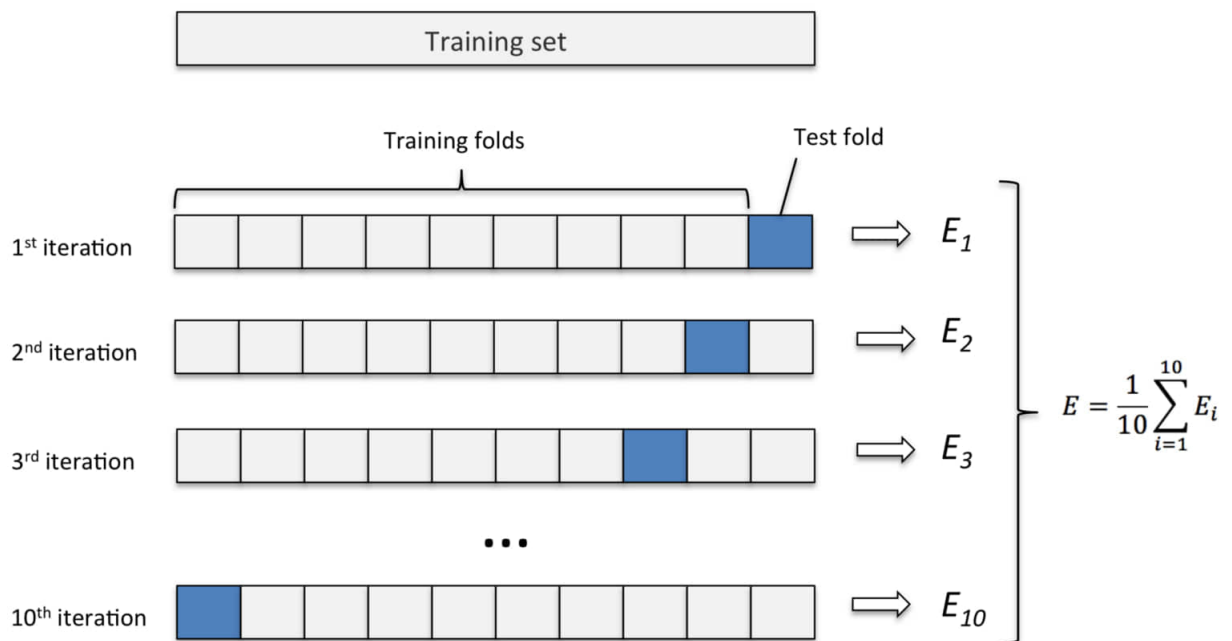 Training set
Training folds
Test fold
1st iteration
E1
2nd iteration
E2
3rd iteration
E3
E = 1/10 ∑_{i=1}^{10} E_i
...
10th iteration
E10